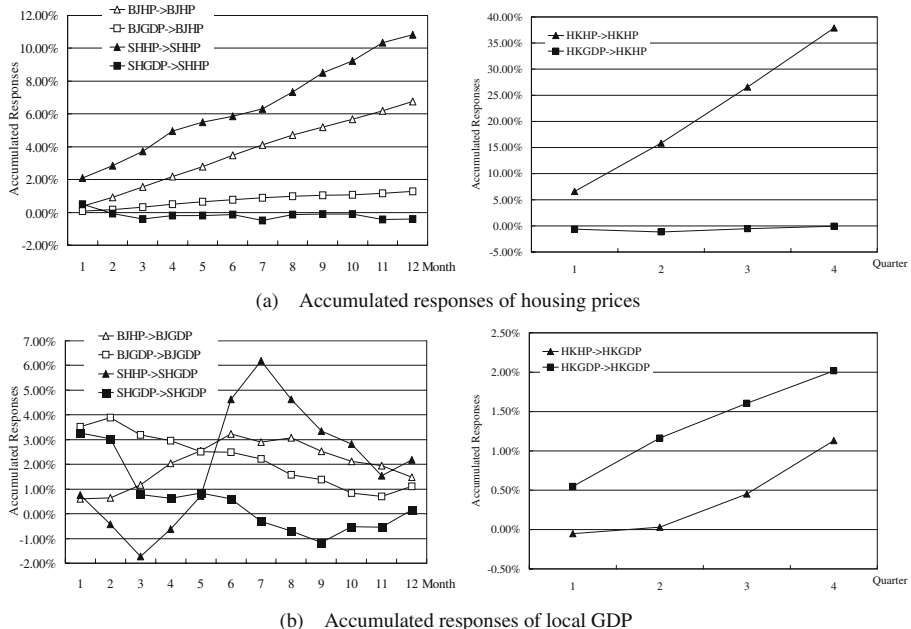 12.00%
10.00%
8.00%
6.00%
4.00%
2.00%
0.00%
-2.00%
Accumulated Responses
BJHP->BJHP
BJGDP->BJHP
SHHP->SHHP
SHGDP->SHHP
1 2 3 4 5 6 7 8 9 10 11 12 Month
40.00%
35.00%
30.00%
25.00%
20.00%
15.00%
10.00%
5.00%
0.00%
-5.00%
Accumulated Responses
HKHP->HKHP
HKGDP->HKHP
1 2 3 4 Quarter
(a) Accumulated responses of housing prices
7.00%
6.00%
5.00%
4.00%
3.00%
2.00%
1.00%
0.00%
-1.00%
-2.00%
Accumulated Responses
BJHP->BJGDP
BJGDP->BJGDP
SHHP->SHGDP
SHGDP->SHGDP
1 2 3 4 5 6 7 8 9 10 11 12 Month
2.50%
2.00%
1.50%
1.00%
0.50%
0.00%
-0.50%
Accumulated Responses
HKHP->HKGDP
HKGDP->HKGDP
1 2 3 4 Quarter
(b) Accumulated responses of local GDP